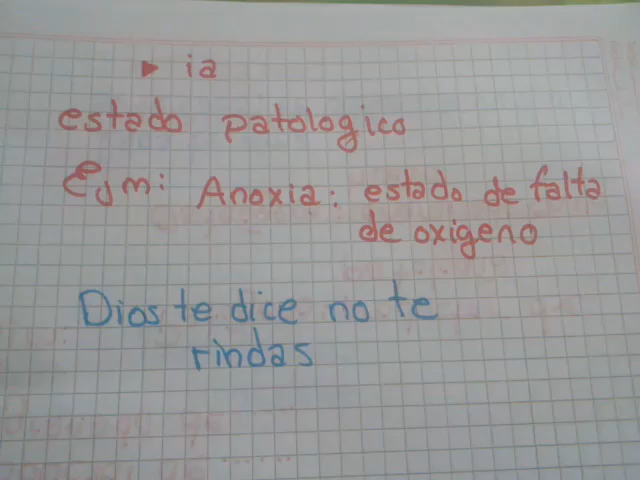 ▸ ia
estado patologico
Ejm: Anoxia: estado de falta
de oxigeno
Dios te dice no te
rindas